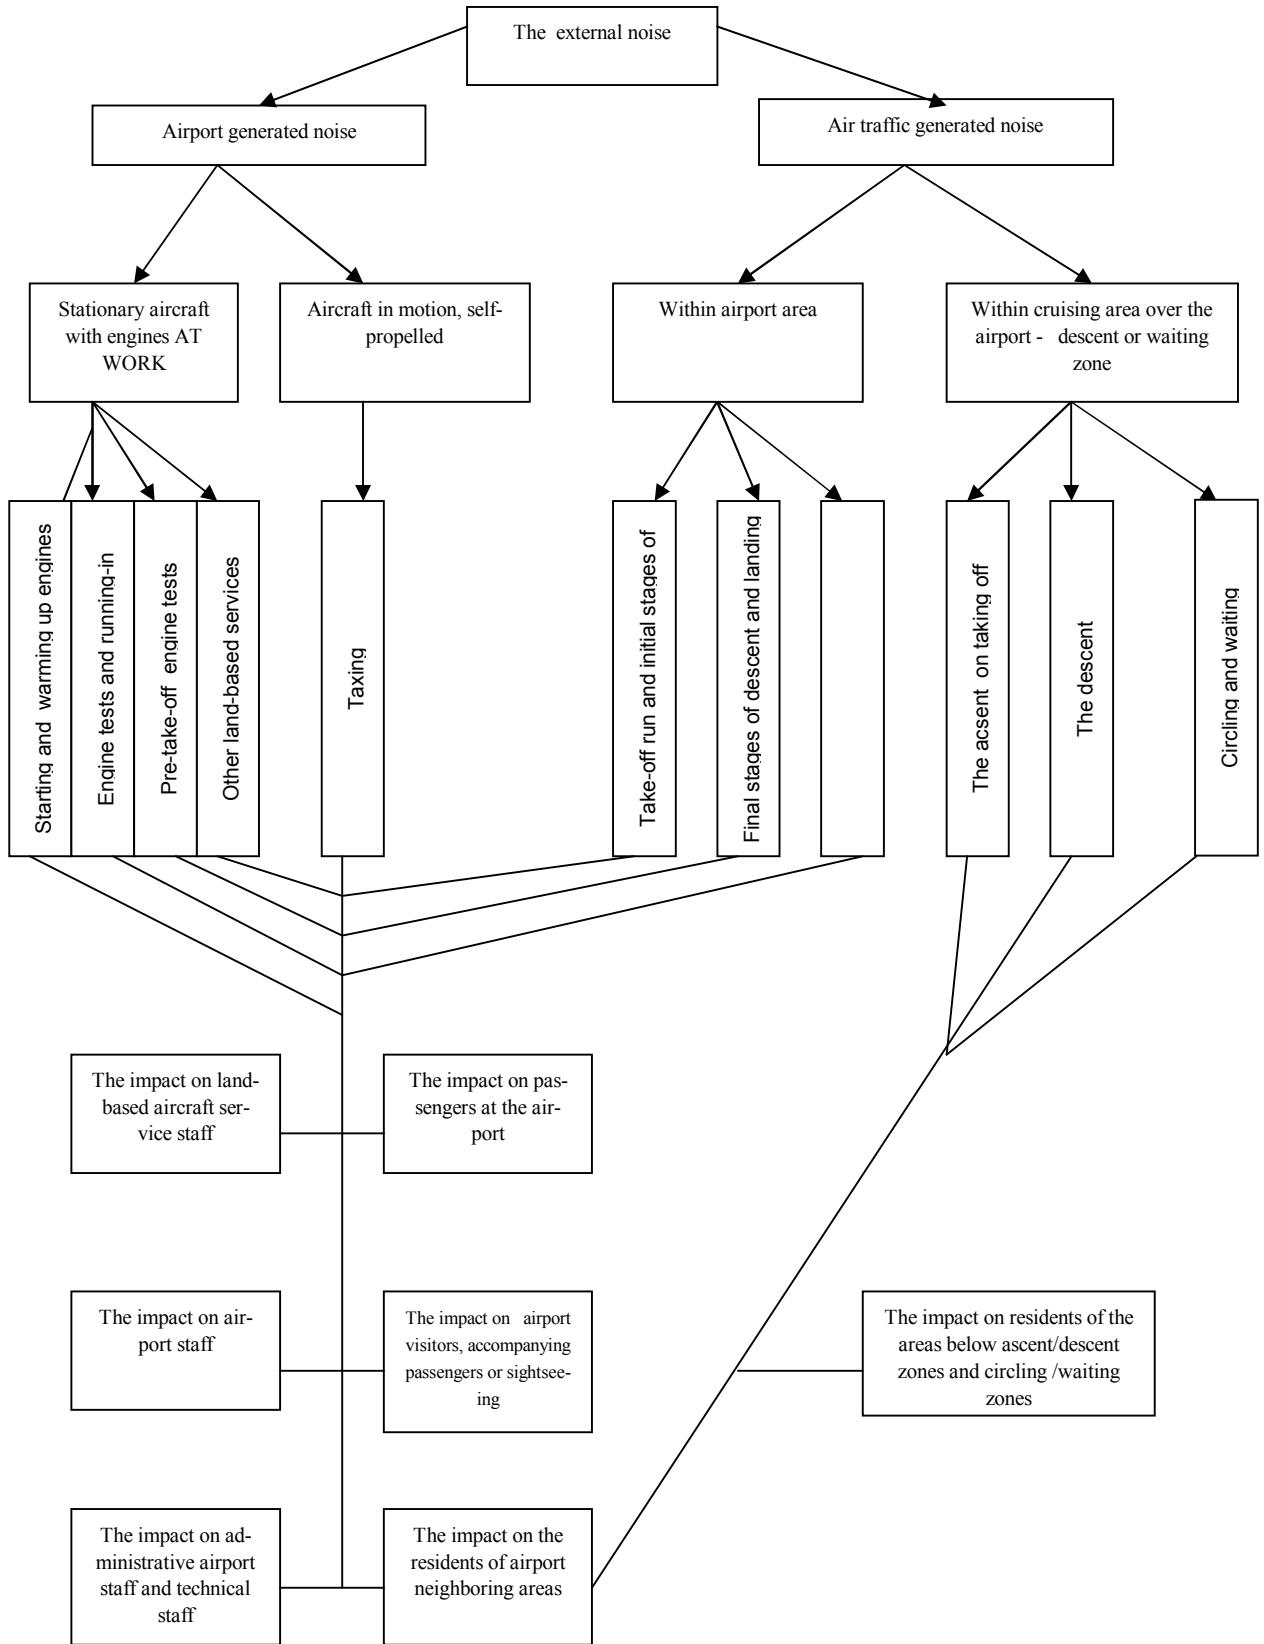 The external noise
Airport generated noise
Air traffic generated noise
Stationary aircraft
with engines AT
WORK
Aircraft in motion, self-
propelled
Within airport area
Within cruising area over the
airport - descent or waiting
zone
Starting and warming up engines
Engine tests and running-in
Pre-take-off engine tests
Other land-based services
Taxing
Take-off run and initial stages of
Final stages of descent and landing
The acsent on taking off
The descent
Circling and waiting
The impact on land-
based aircraft ser-
vice staff
The impact on pas-
sengers at the air-
port
The impact on air-
port staff
The impact on airport
visitors, accompanying
passengers or sightsee-
ing
The impact on residents of the
areas below ascent/descent
zones and circling /waiting
zones
The impact on ad-
ministrative airport
staff and technical
staff
The impact on the
residents of airport
neighboring areas